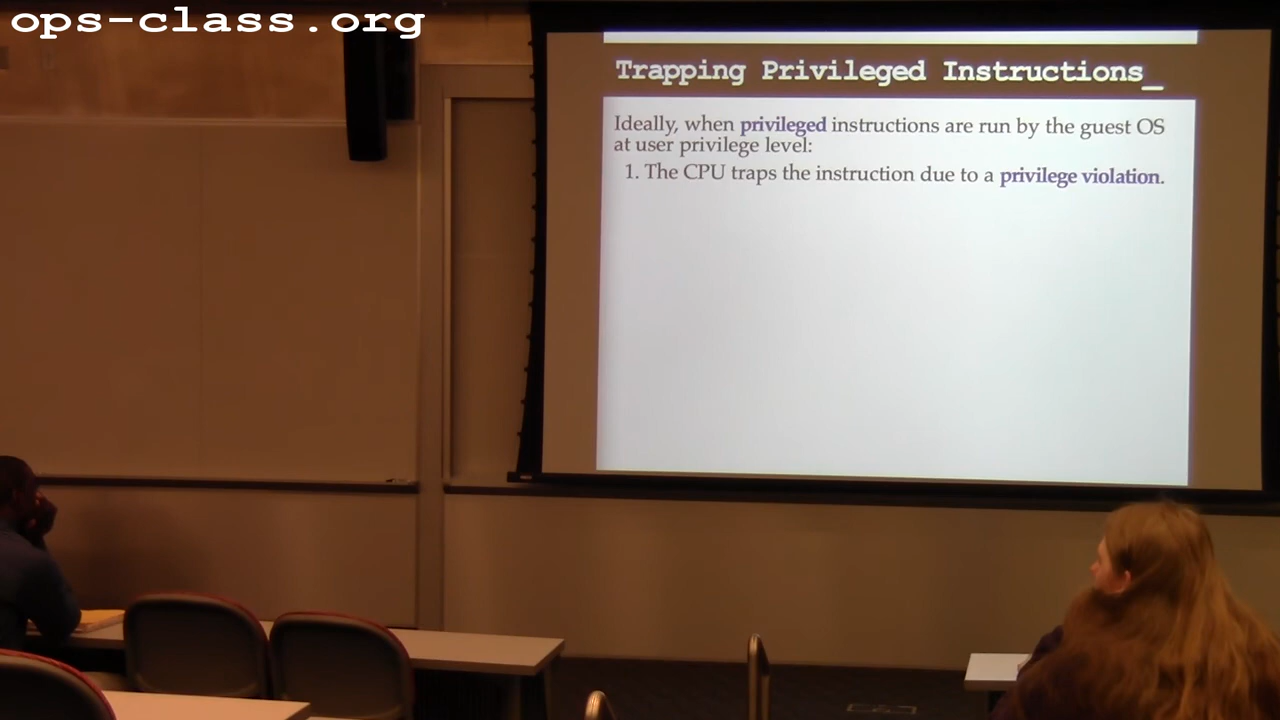 ops-class.org
Trapping Privileged Instructions_
Ideally, when privileged instructions are run by the guest OS
at user privilege level:
1. The CPU traps the instruction due to a privilege violation.